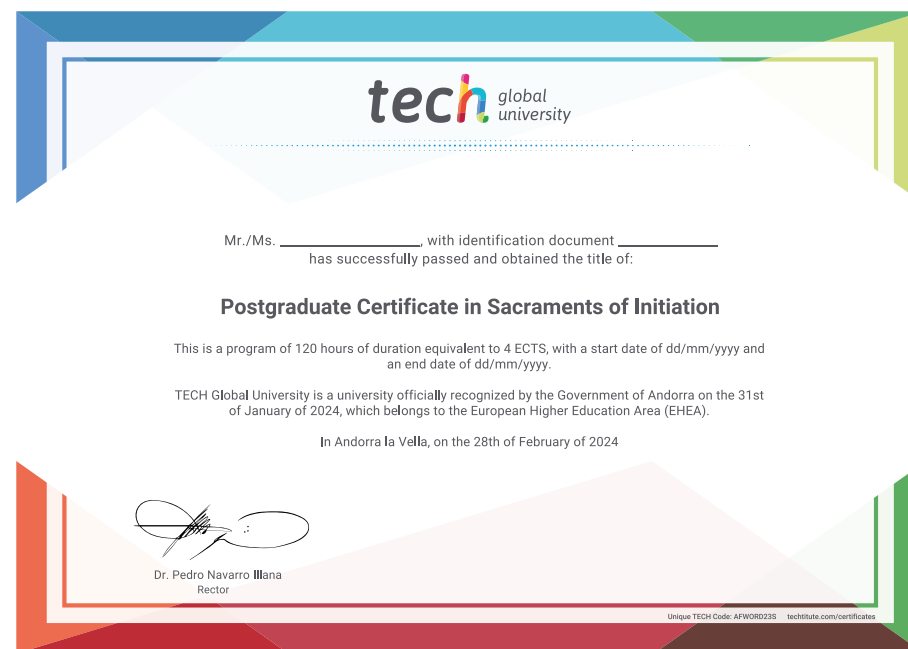 tech global
university
Mr./Ms. ____________, with identification document ____________
has successfully passed and obtained the title of:
Postgraduate Certificate in Sacraments of Initiation
This is a program of 120 hours of duration equivalent to 4 ECTS, with a start date of dd/mm/yyyy and
an end date of dd/mm/yyyy.
TECH Global University is a university officially recognized by the Government of Andorra on the 31st
of January of 2024, which belongs to the European Higher Education Area (EHEA).
In Andorra la Vella, on the 28th of February of 2024
Dr. Pedro Navarro Illana
Rector
Unique TECH Code: AFWORD23S techtitute.com/certificates